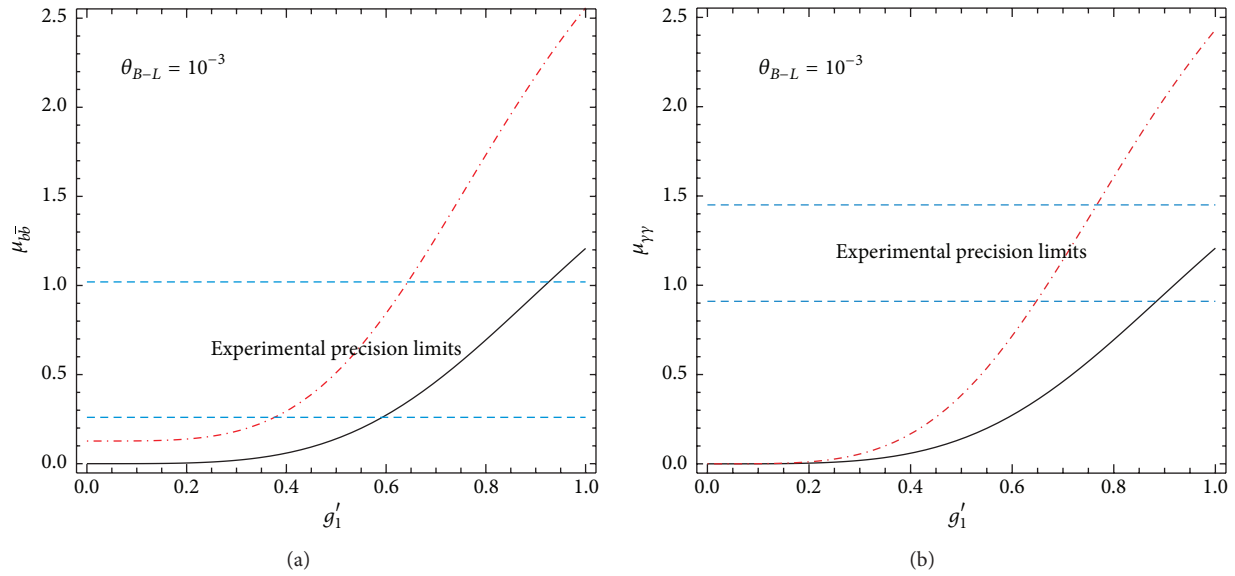 2.5
2.0
1.5
1.0
0.5
0.0
μ_{bb̄}
θ_{B−L} = 10^{−3}
Experimental precision limits
0.0 0.2 0.4 0.6 0.8 1.0
g′_1
(a)
2.5
2.0
1.5
1.0
0.5
0.0
μ_{γγ}
θ_{B−L} = 10^{−3}
Experimental precision limits
0.0 0.2 0.4 0.6 0.8 1.0
g′_1
(b)